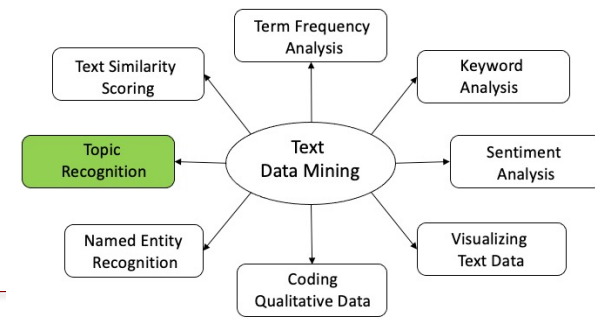 Term Frequency
Analysis
Text Similarity
Scoring
Keyword
Analysis
Topic
Recognition
Text
Data Mining
Sentiment
Analysis
Named Entity
Recognition
Visualizing
Text Data
Coding
Qualitative Data